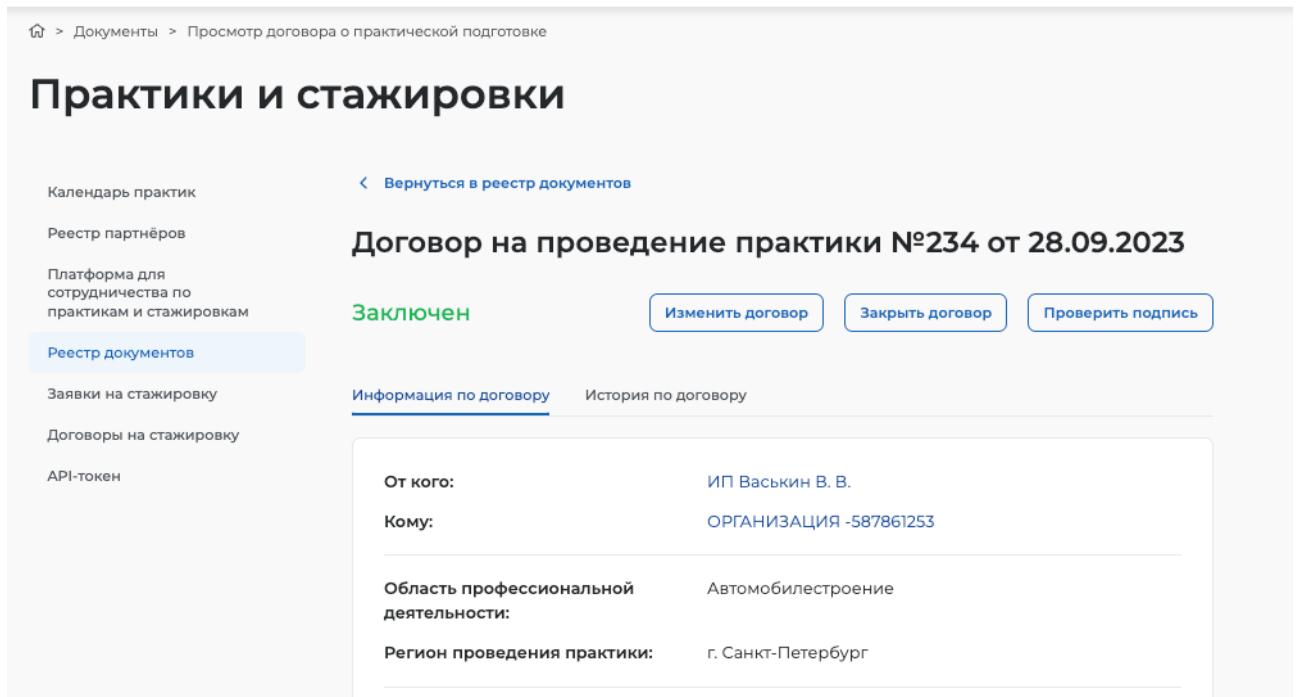 > Документы > Просмотр договора о практической подготовке
Практики и стажировки
Календарь практик
Реестр партнёров
Платформа для
сотрудничества по
практикам и стажировкам
Реестр документов
Заявки на стажировку
Договоры на стажировку
API-токен
Вернуться в реестр документов
Договор на проведение практики №234 от 28.09.2023
Заключен
Изменить договор
Закрыть договор
Проверить подпись
Информация по договору
История по договору
От кого: ИП Васькин В. В.
Кому: ОРГАНИЗАЦИЯ -587861253
Область профессиональной Автомобилестроение
деятельности:
Регион проведения практики: г. Санкт-Петербург